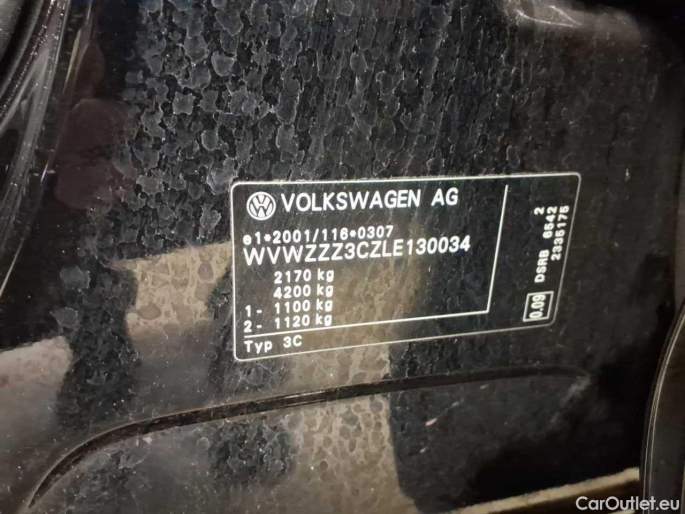 VOLKSWAGEN AG
e1*2001/116*0307
WVWZZZ3CZLE130034
2170 kg
4200 kg
1- 1100 kg
2- 1120 kg
Typ 3C
0.09
DSRB 6542 2
2335175
CarOutlet.eu